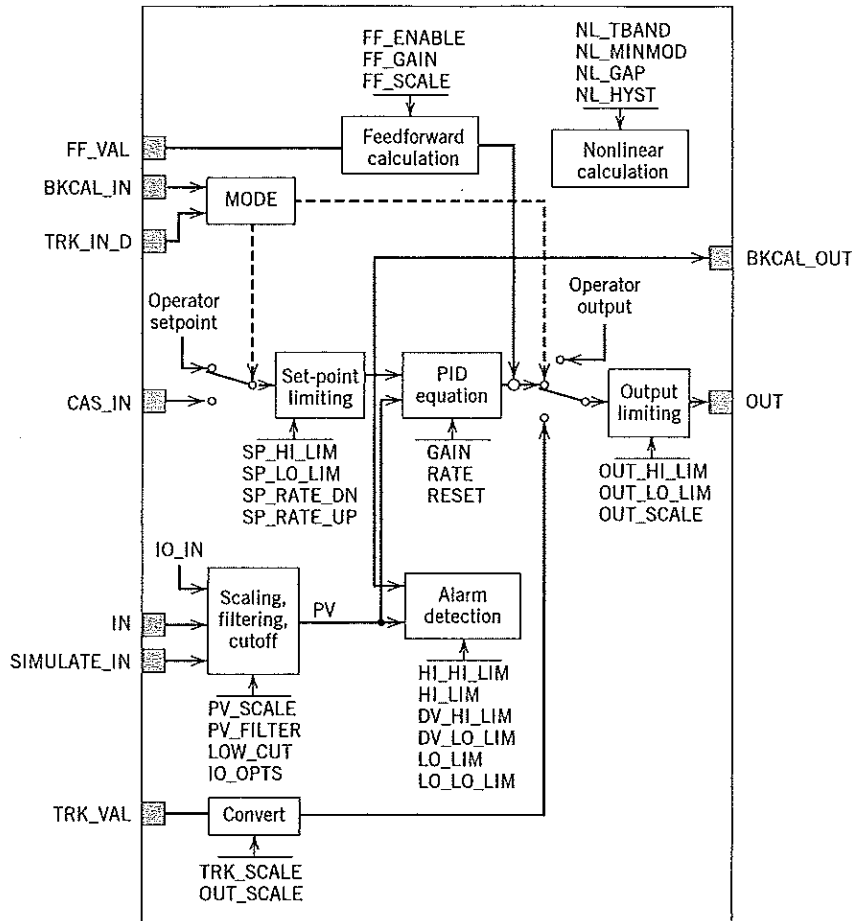 FF_ENABLE
FF_GAIN
FF_SCALE
NL_TBAND
NL_MINMOD
NL_GAP
NL_HYST
FF_VAL
Feedforward
calculation
Nonlinear
calculation
BKCAL_IN
MODE
TRK_IN_D
BKCAL_OUT
Operator
setpoint
Operator
output
CAS_IN
Set-point
limiting
PID
equation
Output
limiting
OUT
SP_HI_LIM
SP_LO_LIM
SP_RATE_DN
SP_RATE_UP
GAIN
RATE
RESET
OUT_HI_LIM
OUT_LO_LIM
OUT_SCALE
IO_IN
IN
SIMULATE_IN
Scaling,
filtering,
cutoff
PV
Alarm
detection
PV_SCALE
PV_FILTER
LOW_CUT
IO_OPTS
HI_HI_LIM
HI_LIM
DV_HI_LIM
DV_LO_LIM
LO_LIM
LO_LO_LIM
TRK_VAL
Convert
TRK_SCALE
OUT_SCALE